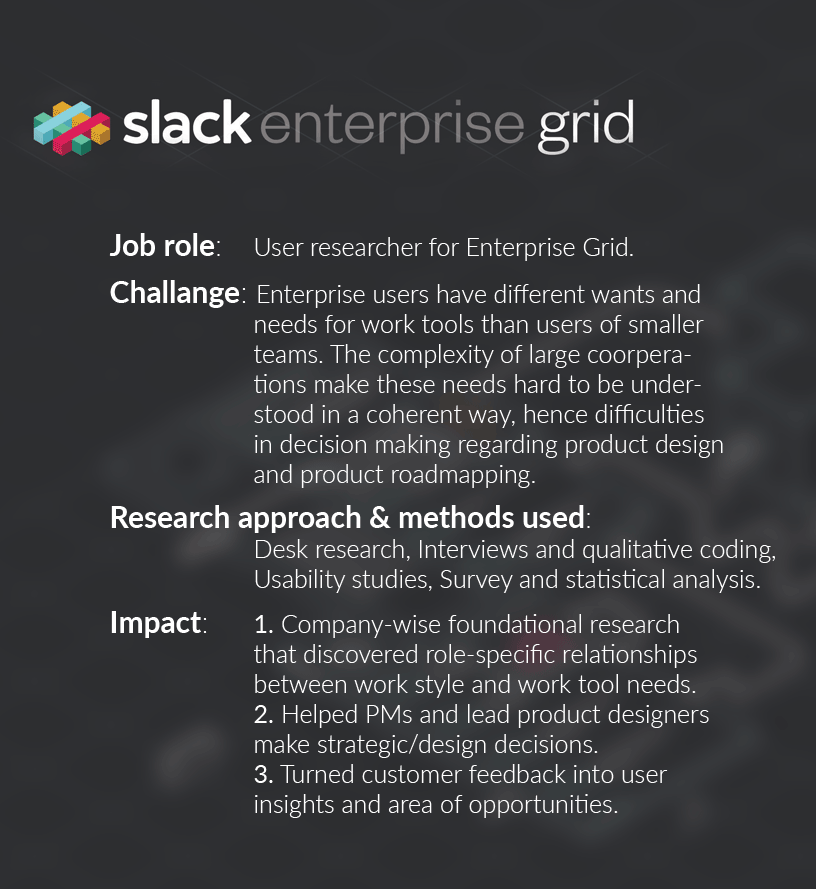 slack enterprise grid
Job role: User researcher for Enterprise Grid.
Challange: Enterprise users have different wants and
needs for work tools than users of smaller
teams. The complexity of large coorpera-
tions make these needs hard to be under-
stood in a coherent way, hence difficulties
in decision making regarding product design
and product roadmapping.
Research approach & methods used:
Desk research, Interviews and qualitative coding,
Usability studies, Survey and statistical analysis.
Impact: 1. Company-wise foundational research
that discovered role-specific relationships
between work style and work tool needs.
2. Helped PMs and lead product designers
make strategic/design decisions.
3. Turned customer feedback into user
insights and area of opportunities.